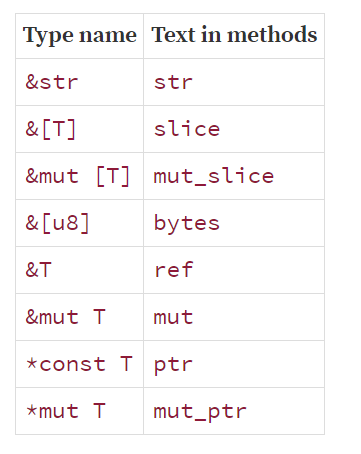 Type name Text in methods
&str str
&[T] slice
&mut [T] mut_slice
&[u8] bytes
&T ref
&mut T mut
*const T ptr
*mut T mut_ptr